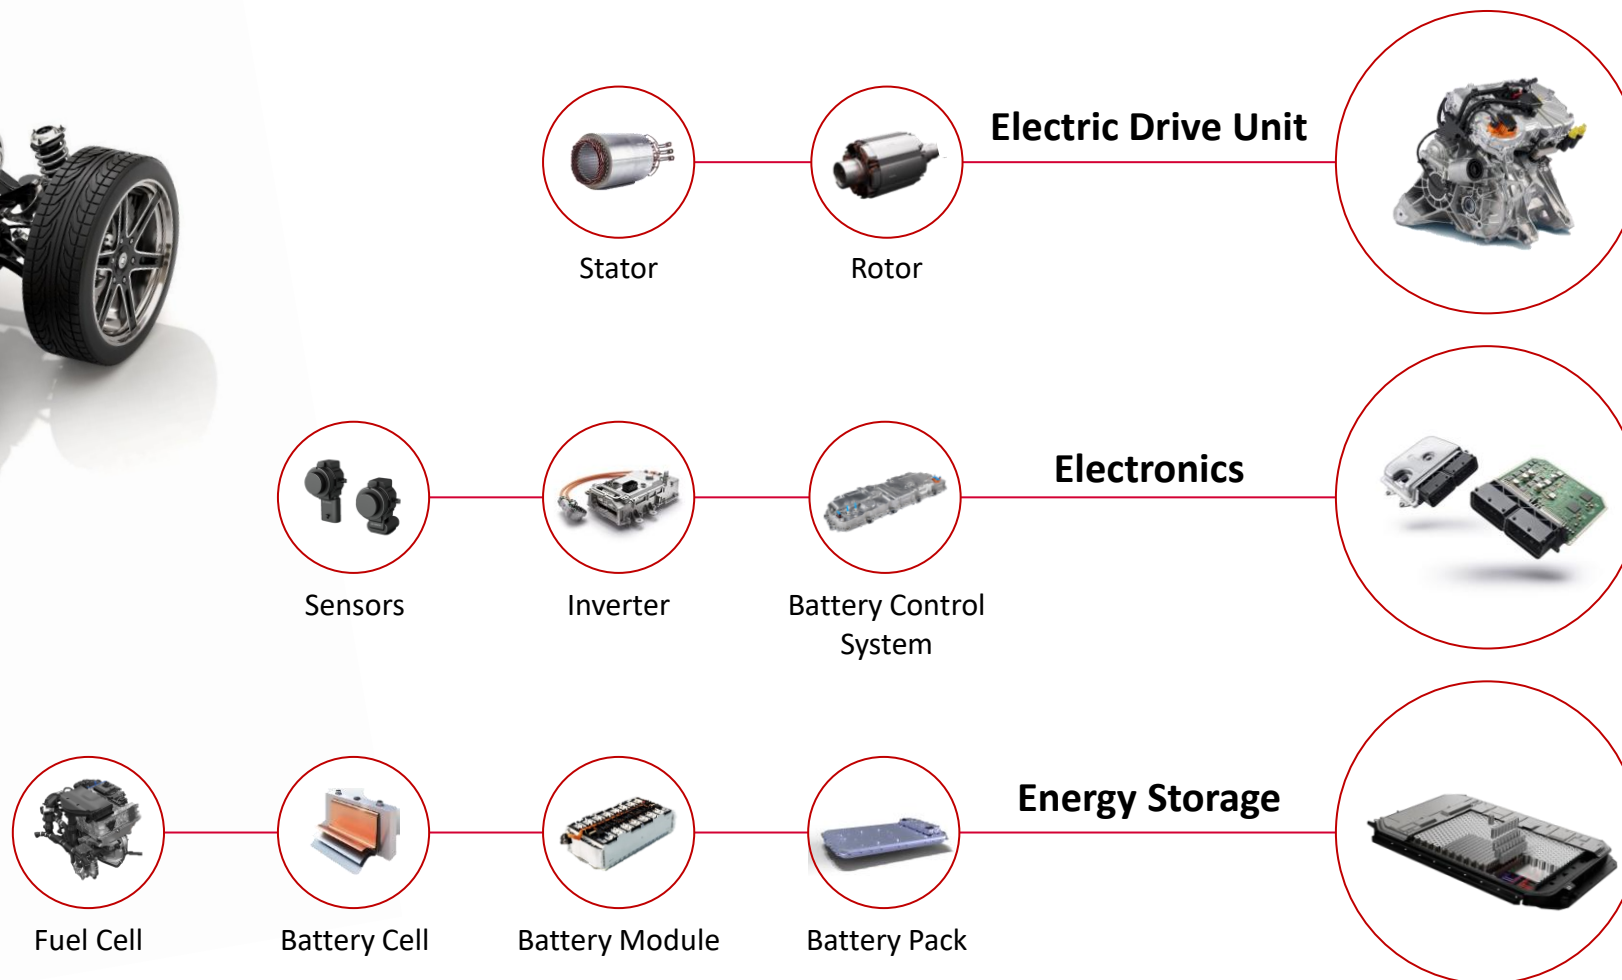 Electric Drive Unit
Stator
Rotor
Electronics
Sensors
Inverter
Battery Control
System
Energy Storage
Fuel Cell
Battery Cell
Battery Module
Battery Pack